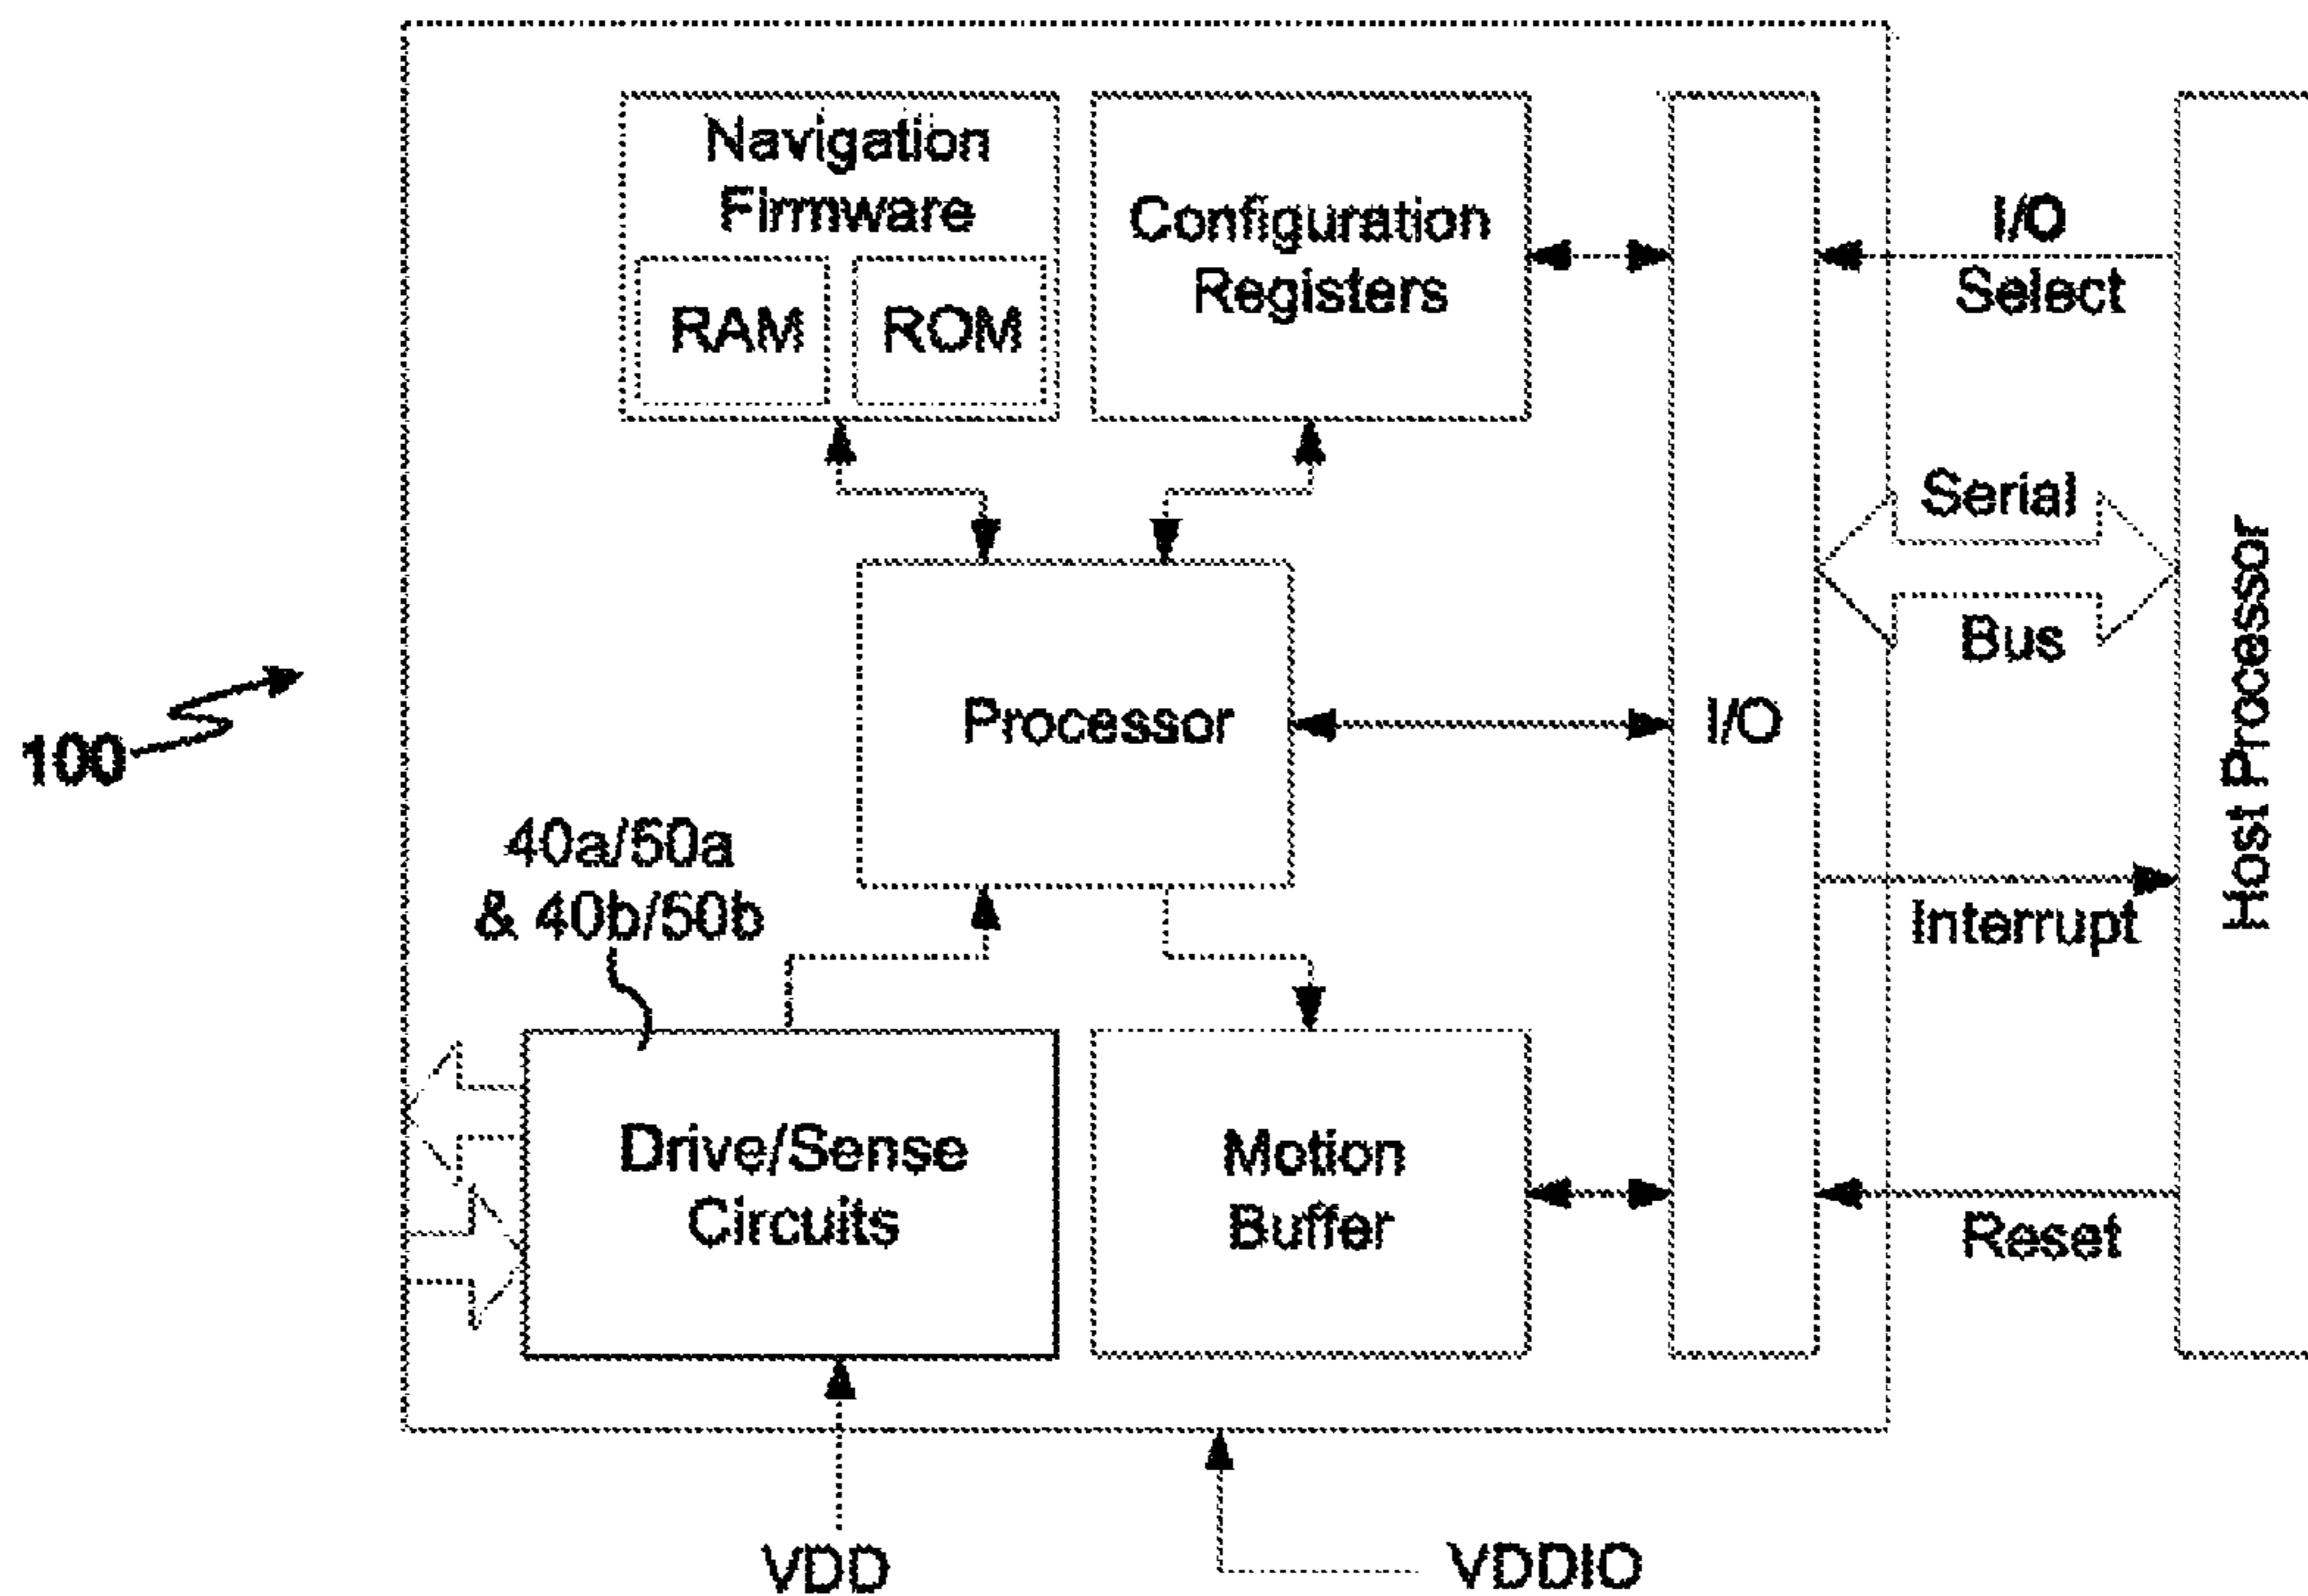 Navigation
Firmware
RAM
ROM
Configuration
Registers
I/O
Select
Serial
Bus
Processor
I/O
Host Processor
100
40a/50a
& 40b/50b
Interrupt
Drive/Sense
Circuits
Motion
Buffer
Reset
VDD
VDDIO